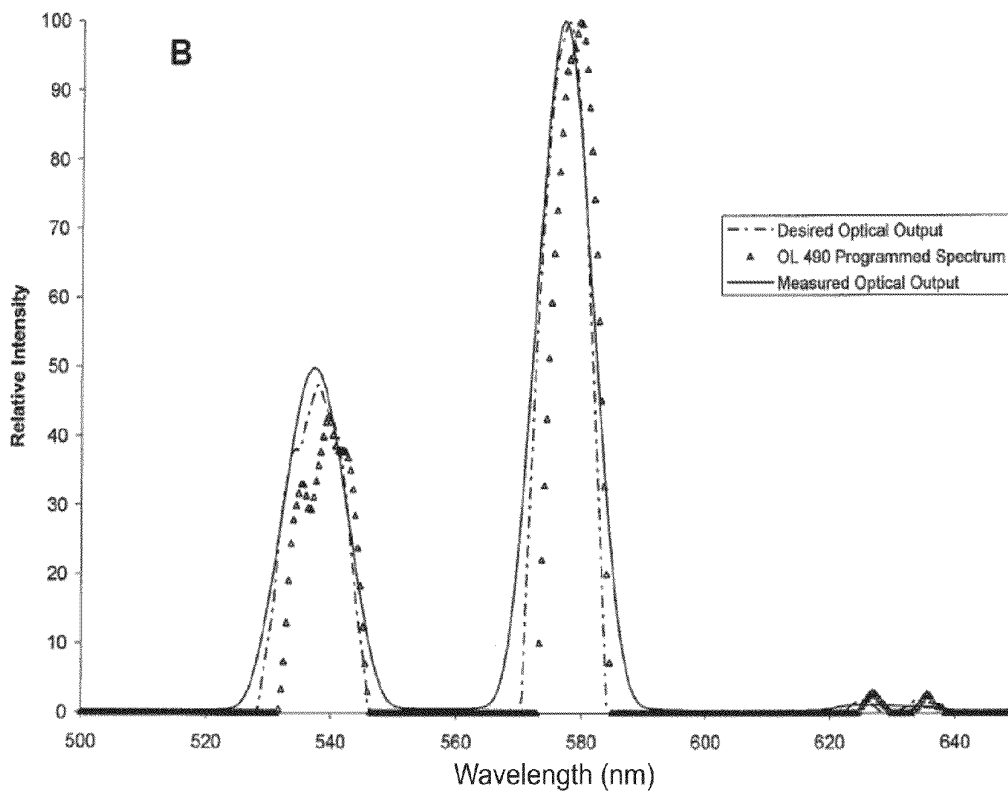 B
100
90
80
70
60
50
40
30
20
10
0
Relative Intensity
Desired Optical Output
OL 490 Programmed Spectrum
Measured Optical Output
500 520 540 560 580 600 620 640
Wavelength (nm)